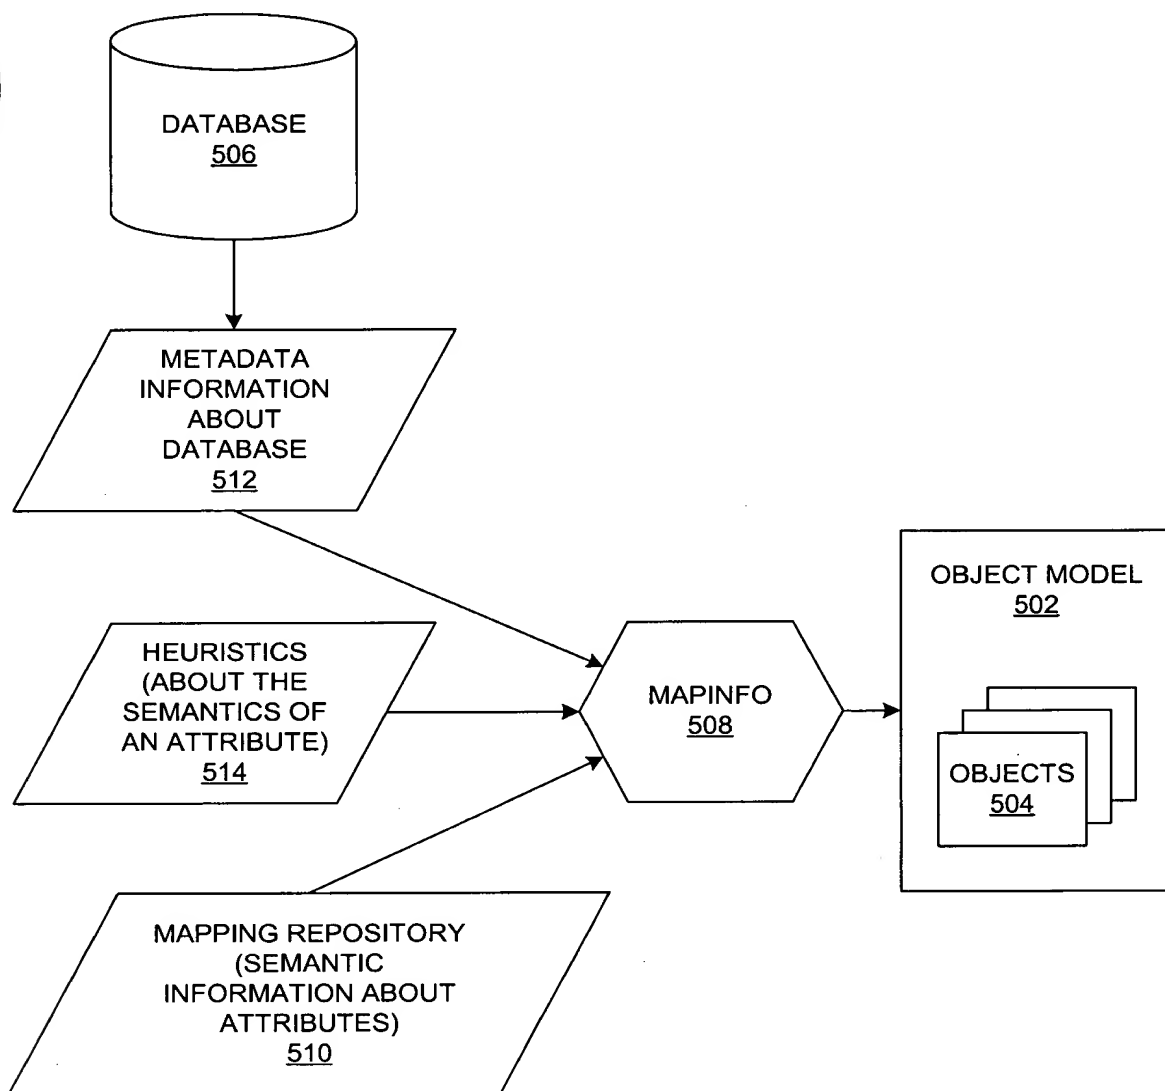 DATABASE
506
METADATA
INFORMATION
ABOUT
DATABASE
512
OBJECT MODEL
502
HEURISTICS
(ABOUT THE
SEMANTICS OF
AN ATTRIBUTE)
514
MAPINFO
508
OBJECTS
504
MAPPING REPOSITORY
(SEMANTIC
INFORMATION ABOUT
ATTRIBUTES)
510